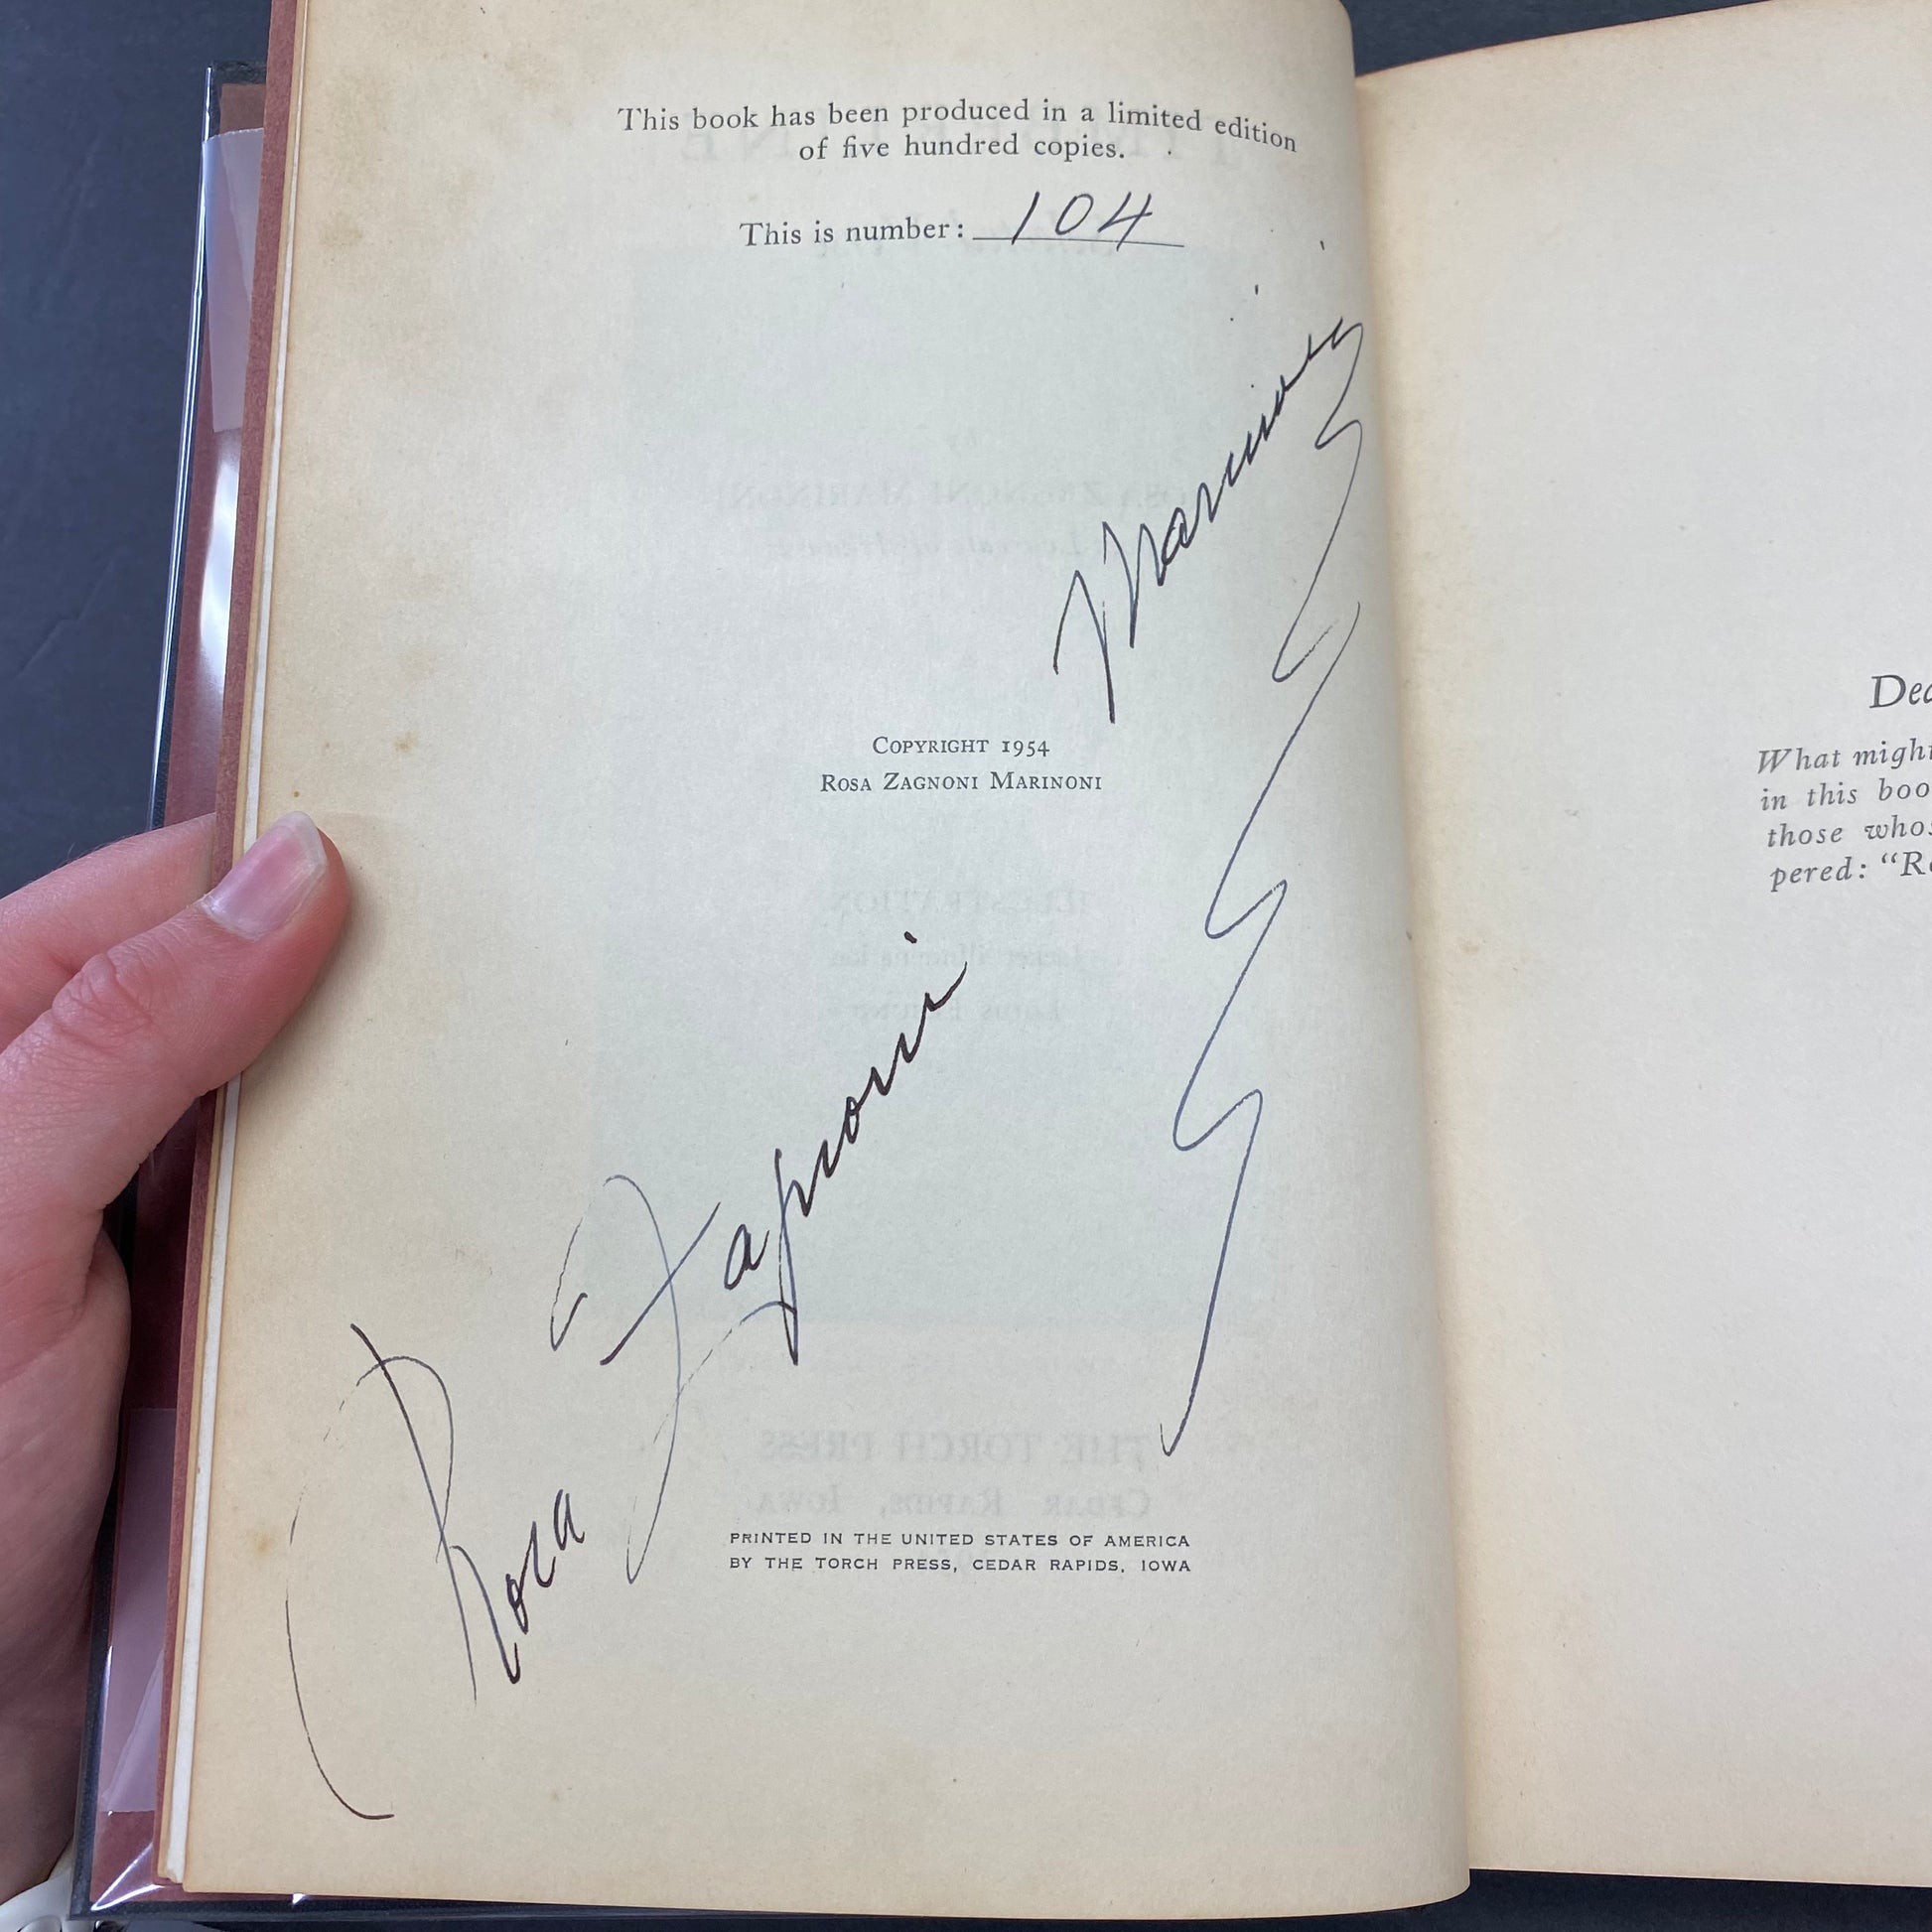 This book has been produced in a limited edition
of five hundred copies.
This is number: 104
Rosa Zagnoni Marinoni
COPYRIGHT 1954
ROSA ZAGNONI MARINONI
PRINTED IN THE UNITED STATES OF AMERICA
BY THE TORCH PRESS, CEDAR RAPIDS, IOWA
What might
in this boo
those whos
pered: "R